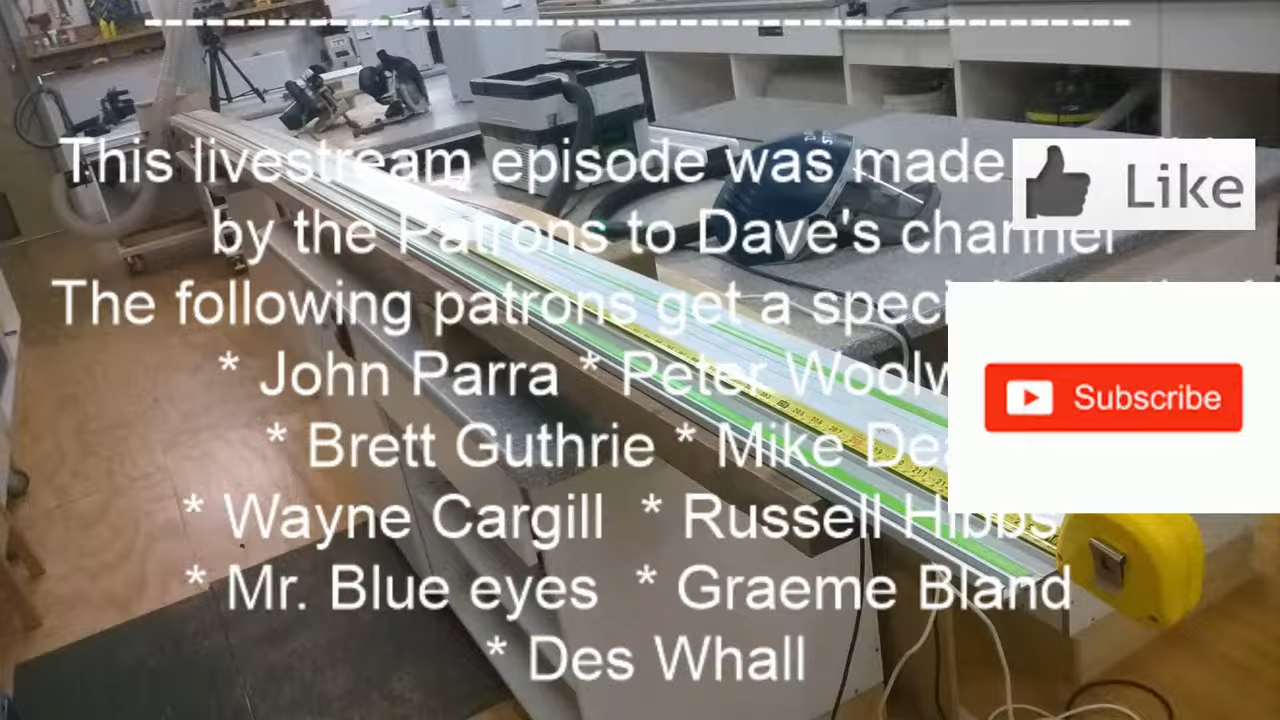 This livestream episode was made
by the Patrons to Dave's channel
The following patrons get a
* John Parra * Peter
* Brett Guthrie * Mike
* Wayne Cargill * Russell Hibbs
* Mr. Blue eyes * Graeme Bland
* Des Whall
Like
Subscribe